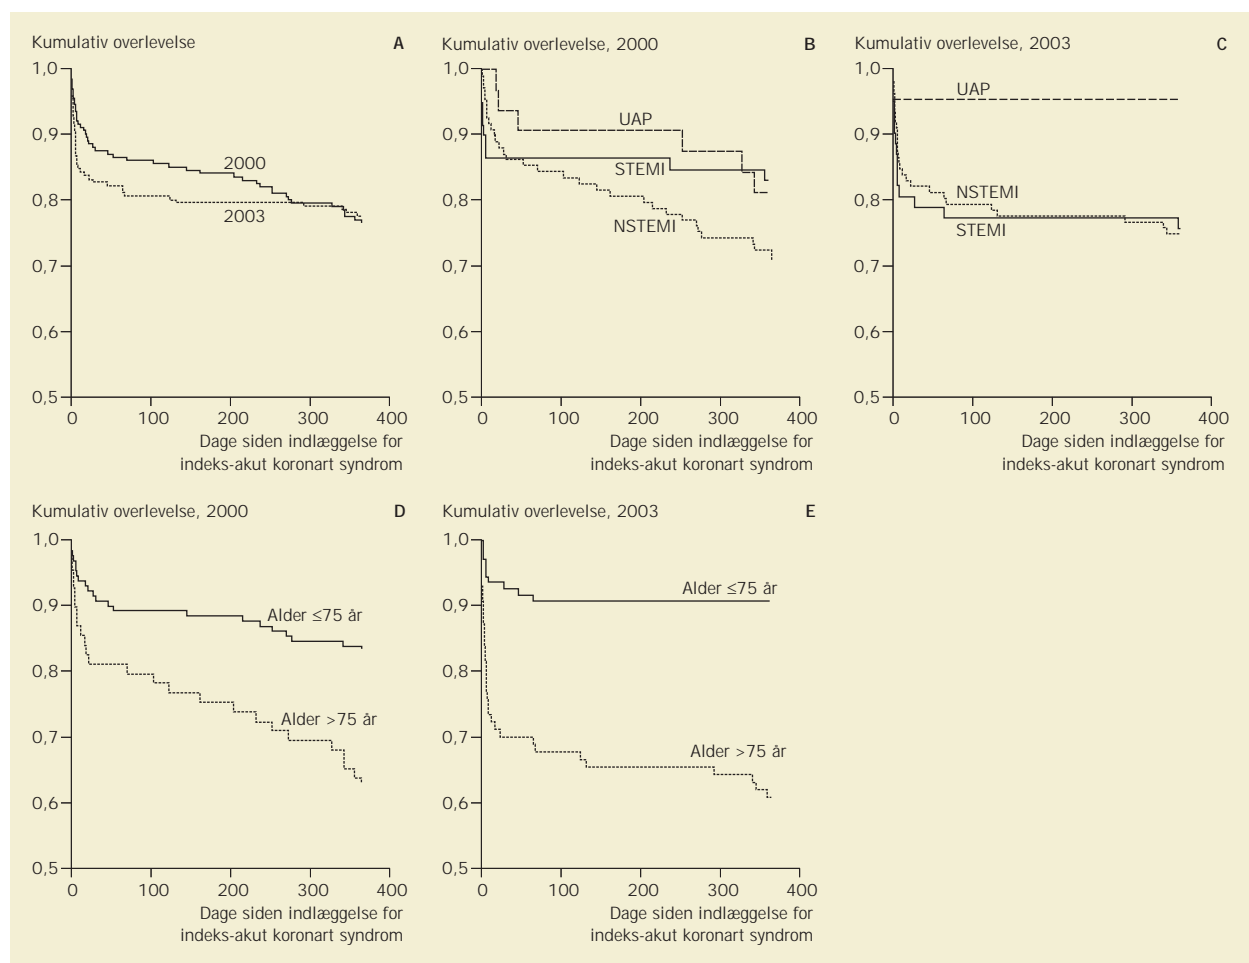 Kumulativ overlevelse
A
1,0
0,9
0,8
0,7
0,6
0,5
2000
2003
0
100
200
300
400
Dage siden indlæggelse for
indeks-akut koronart syndrom
Kumulativ overlevelse, 2000
B
1,0
0,9
0,8
0,7
0,6
0,5
UAP
STEMI
NSTEMI
0
100
200
300
400
Dage siden indlæggelse for
indeks-akut koronart syndrom
Kumulativ overlevelse, 2003
C
1,0
0,9
0,8
0,7
0,6
0,5
UAP
NSTEMI
STEMI
0
100
200
300
400
Dage siden indlæggelse for
indeks-akut koronart syndrom
Kumulativ overlevelse, 2000
D
1,0
0,9
0,8
0,7
0,6
0,5
Alder ≤75 år
Alder >75 år
0
100
200
300
400
Dage siden indlæggelse for
indeks-akut koronart syndrom
Kumulativ overlevelse, 2003
E
1,0
0,9
0,8
0,7
0,6
0,5
Alder ≤75 år
Alder >75 år
0
100
200
300
400
Dage siden indlæggelse for
indeks-akut koronart syndrom